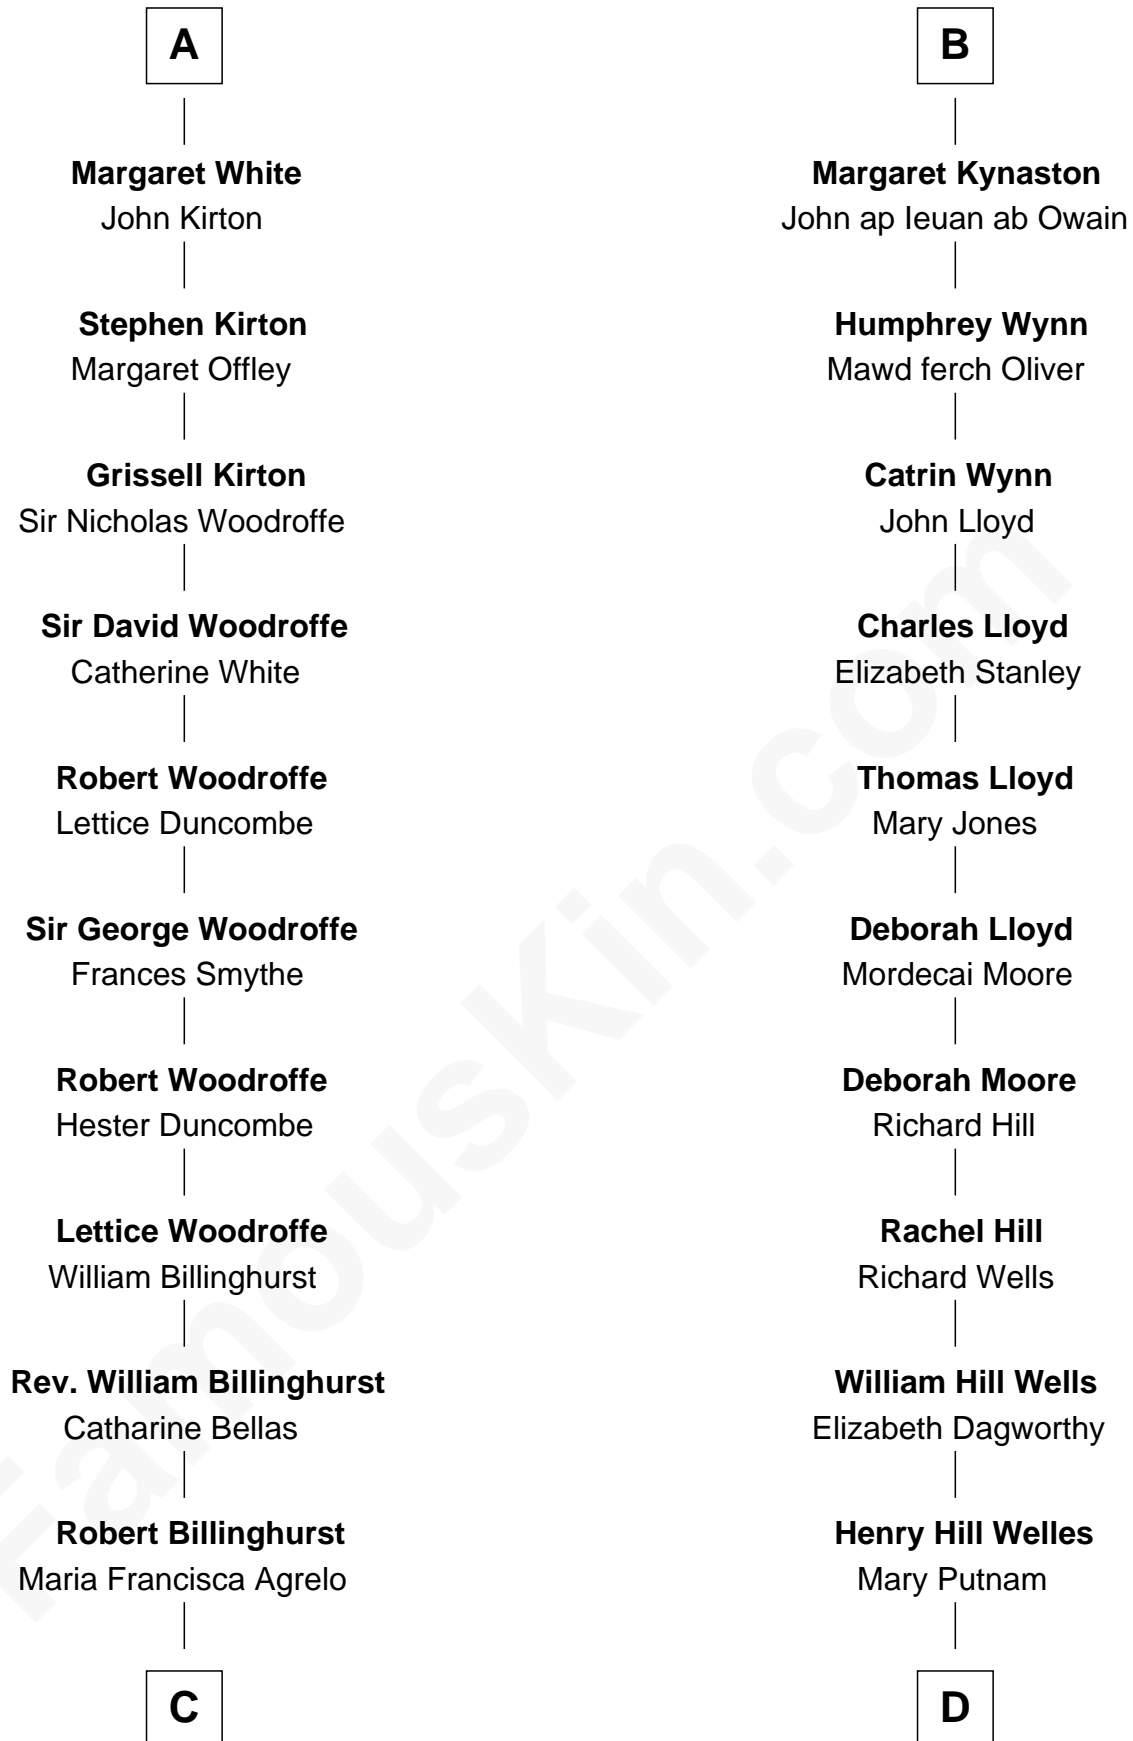 A
Margaret White
John Kirton
Stephen Kirton
Margaret Offley
Grissell Kirton
Sir Nicholas Woodroffe
Sir David Woodroffe
Catherine White
Robert Woodroffe
Lettice Duncombe
Sir George Woodroffe
Frances Smythe
Robert Woodroffe
Hester Duncombe
Lettice Woodroffe
William Billinghurst
Rev. William Billinghurst
Catharine Bellas
Robert Billinghurst
Maria Francisca Agrelo
C
B
Margaret Kynaston
John ap Ieuan ab Owain
Humphrey Wynn
Mawd ferch Oliver
Catrin Wynn
John Lloyd
Charles Lloyd
Elizabeth Stanley
Thomas Lloyd
Mary Jones
Deborah Lloyd
Mordecai Moore
Deborah Moore
Richard Hill
Rachel Hill
Richard Wells
William Hill Wells
Elizabeth Dagworthy
Henry Hill Welles
Mary Putnam
D
FamousKin.com